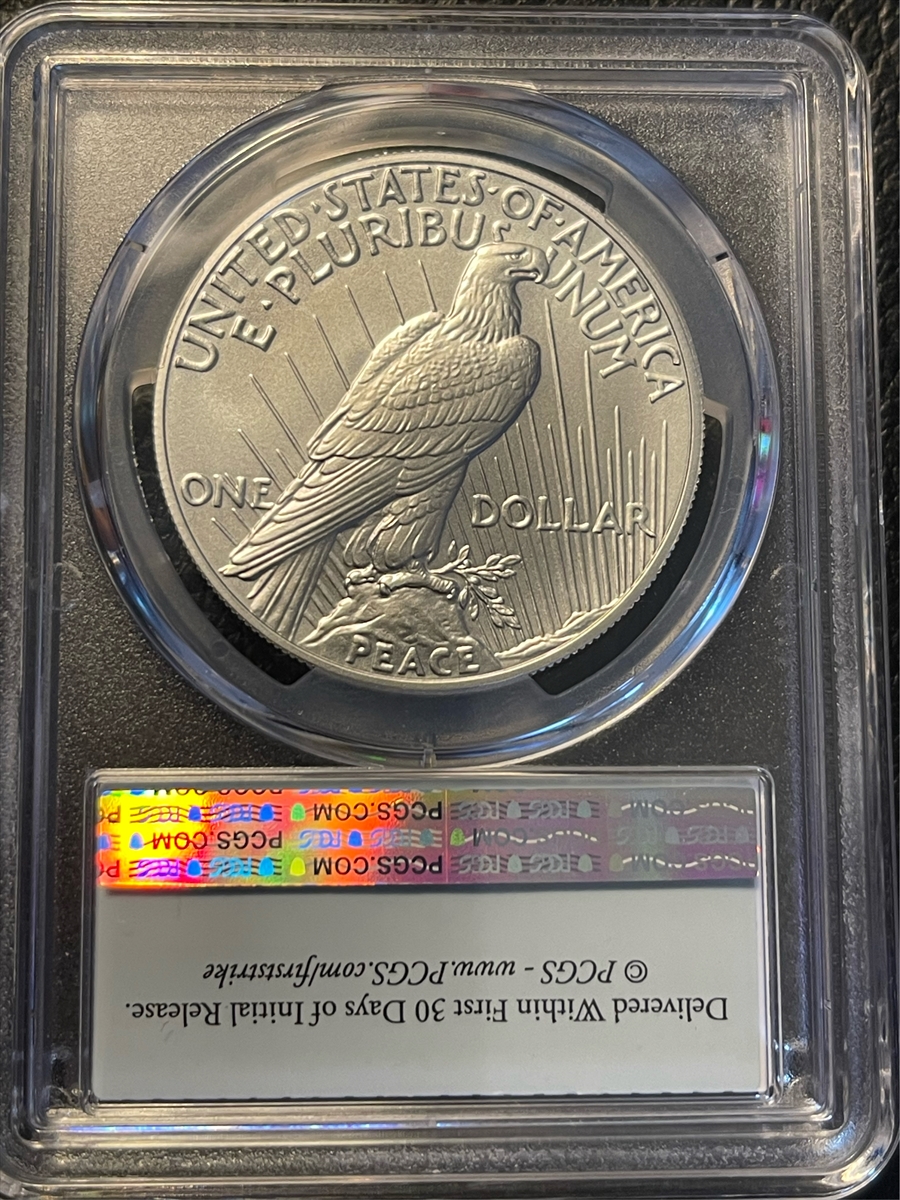 UNITED·STATES·OF·AMERICA
E·PLURIBUS UNUM
ONE DOLLAR
PEACE
Delivered Within First 30 Days of Initial Release.
© PCGS - www.PCGS.com/firststrike
PCGS.COM
PCGS.COM
PCGS.COM